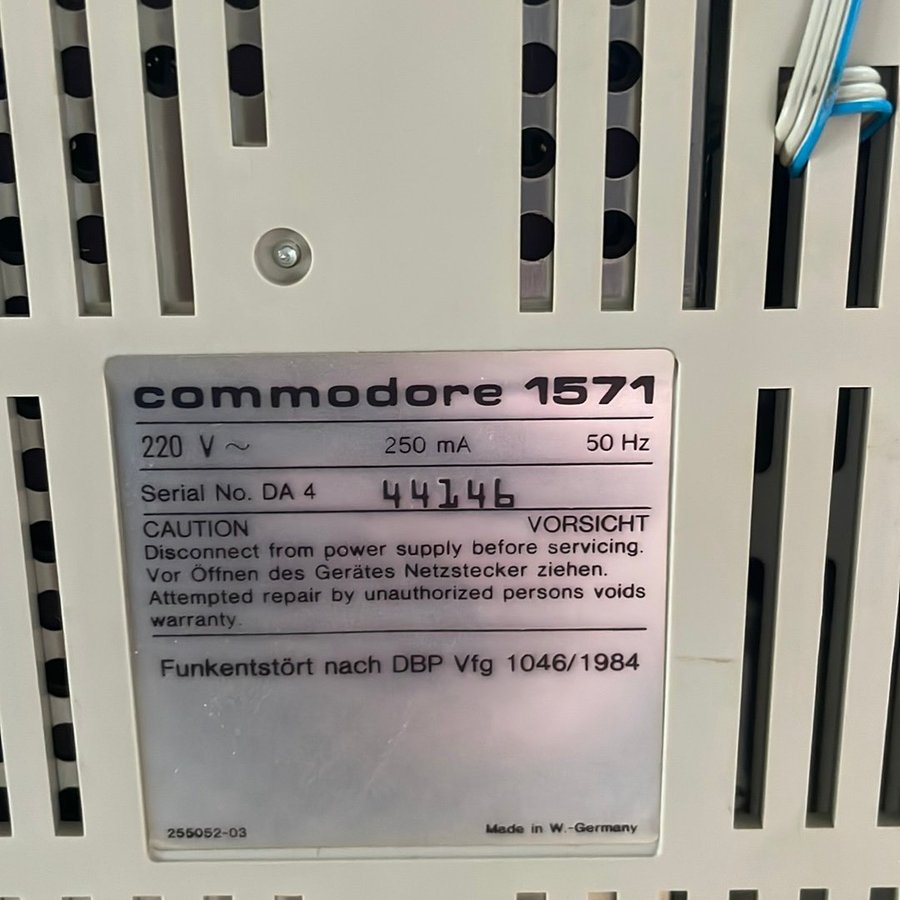 commodore 1571
220 V ~ 250 mA 50 Hz
Serial No. DA 4 44146
CAUTION VORSICHT
Disconnect from power supply before servicing.
Vor Öffnen des Gerätes Netzstecker ziehen.
Attempted repair by unauthorized persons voids
warranty.
Funkentstört nach DBP Vfg 1046/1984
255052-03 Made in W.-Germany